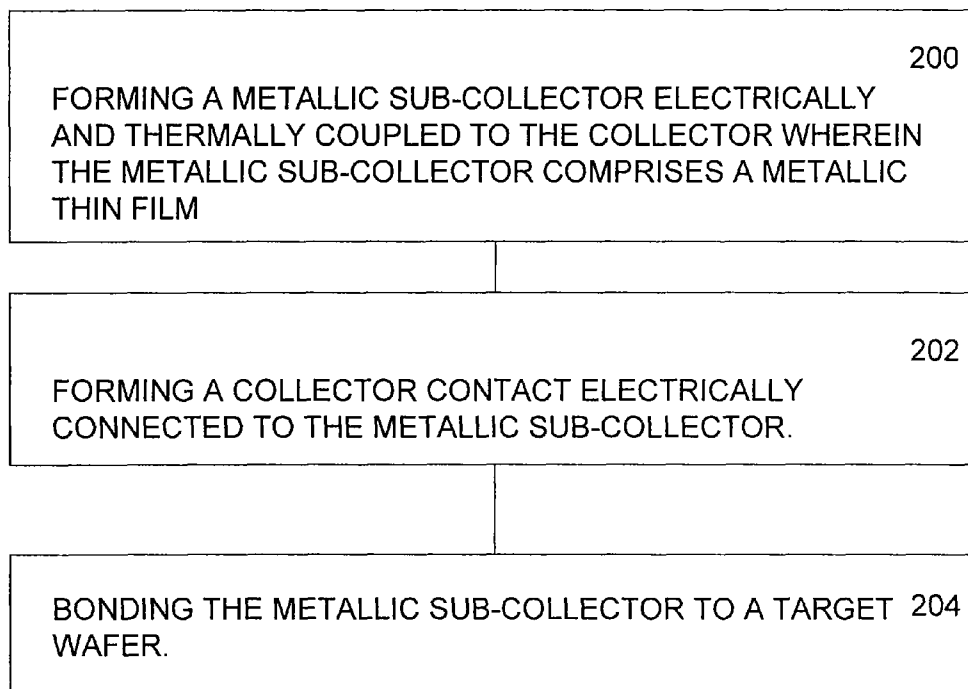 200
FORMING A METALLIC SUB-COLLECTOR ELECTRICALLY
AND THERMALLY COUPLED TO THE COLLECTOR WHEREIN
THE METALLIC SUB-COLLECTOR COMPRISES A METALLIC
THIN FILM
202
FORMING A COLLECTOR CONTACT ELECTRICALLY
CONNECTED TO THE METALLIC SUB-COLLECTOR.
BONDING THE METALLIC SUB-COLLECTOR TO A TARGET 204
WAFER.